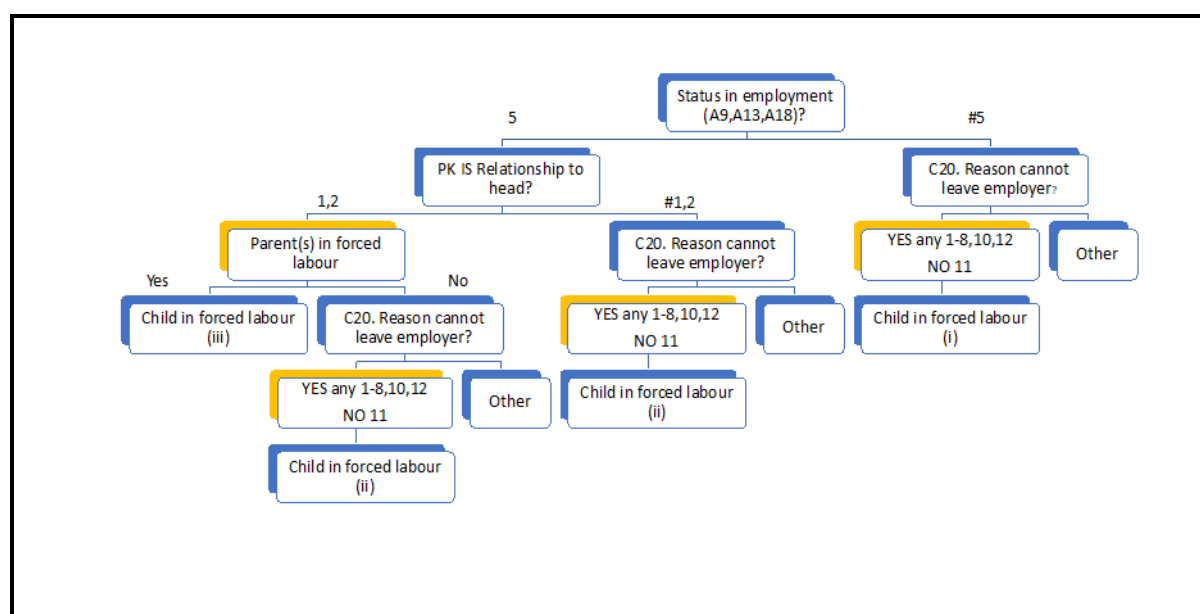 Status in employment
(A9,A13,A18)?
5
#5
PK IS Relationship to
head?
C20. Reason cannot
leave employer?
1,2
#1,2
Parent(s) in forced
labour
C20. Reason cannot
leave employer?
YES any 1-8,10,12
NO 11
Other
Yes
No
Child in forced labour
(iii)
C20. Reason cannot
leave employer?
YES any 1-8,10,12
NO 11
Other
Child in forced labour
(i)
YES any 1-8,10,12
NO 11
Other
Child in forced labour
(ii)
Child in forced labour
(ii)